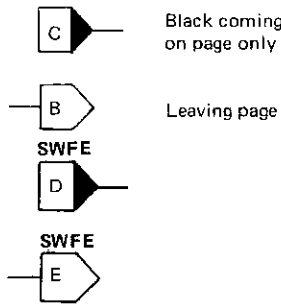 C
Black coming
on page only
B
Leaving page
SWFE
D
SWFE
E